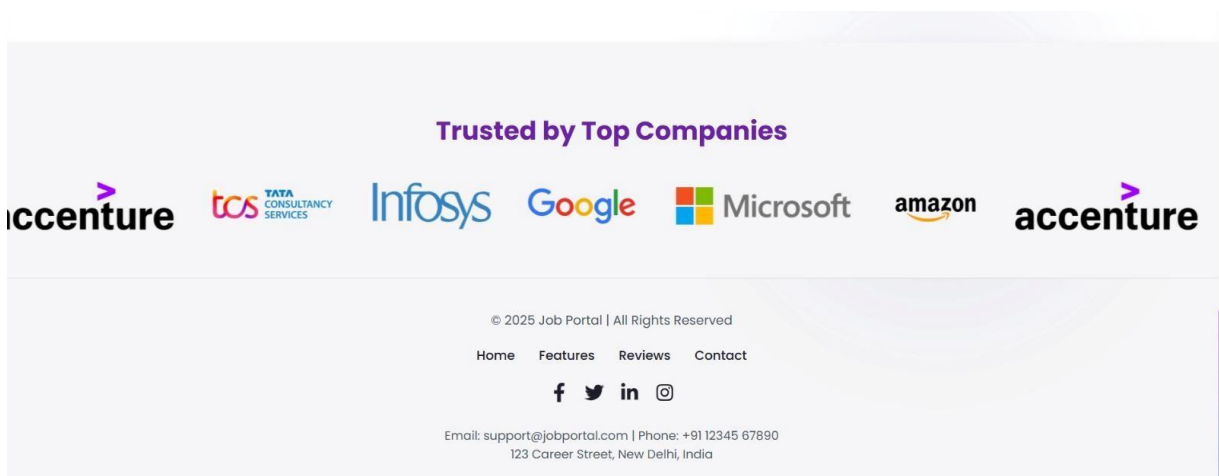 Trusted by Top Companies
accenture tcs TATA CONSULTANCY SERVICES Infosys Google Microsoft amazon accenture
© 2025 Job Portal | All Rights Reserved
Home Features Reviews Contact
Email: support@jobportal.com | Phone: +91 12345 67890
123 Career Street, New Delhi, India